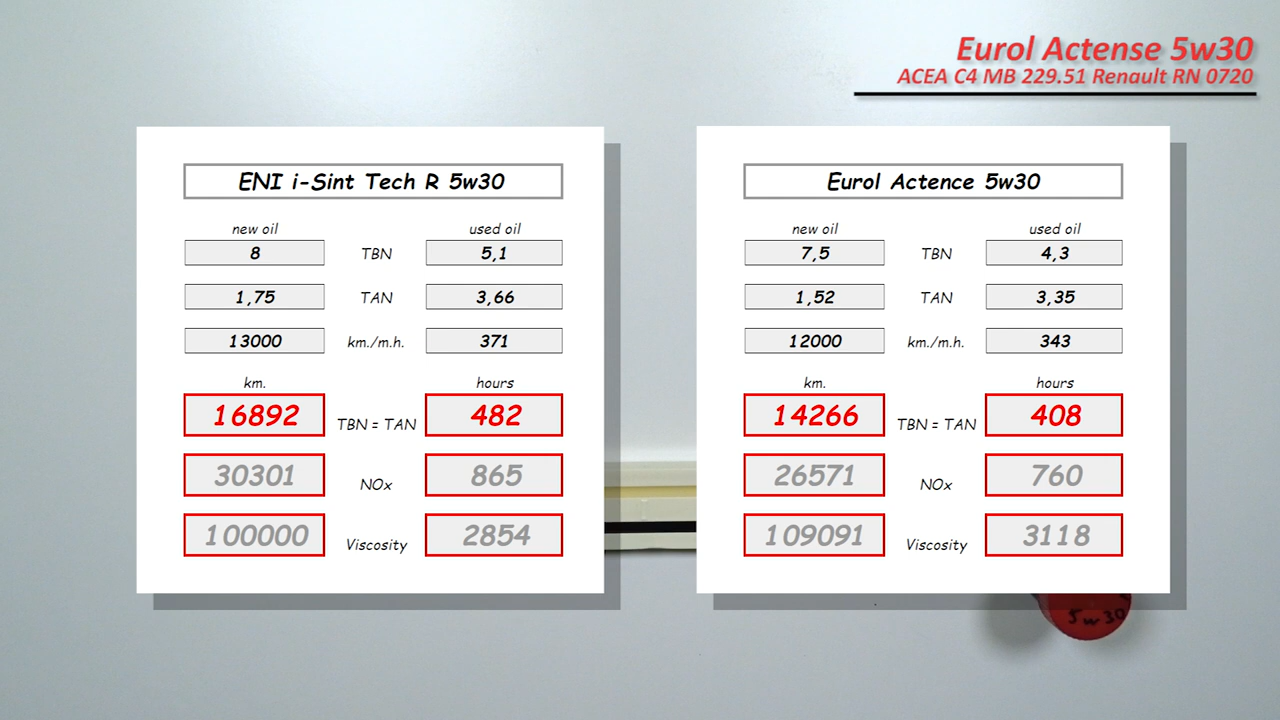 Eurol Actense 5w30
ACEA C4 MB 229.51 Renault RN 0720
ENI i-Sint Tech R 5w30
new oil used oil
8 TBN 5,1
1,75 TAN 3,66
13000 km./m.h. 371
km. hours
16892 TBN = TAN 482
30301 NOx 865
100000 Viscosity 2854
Eurol Actence 5w30
new oil used oil
7,5 TBN 4,3
1,52 TAN 3,35
12000 km./m.h. 343
km. hours
14266 TBN = TAN 408
26571 NOx 760
109091 Viscosity 3118
5w30